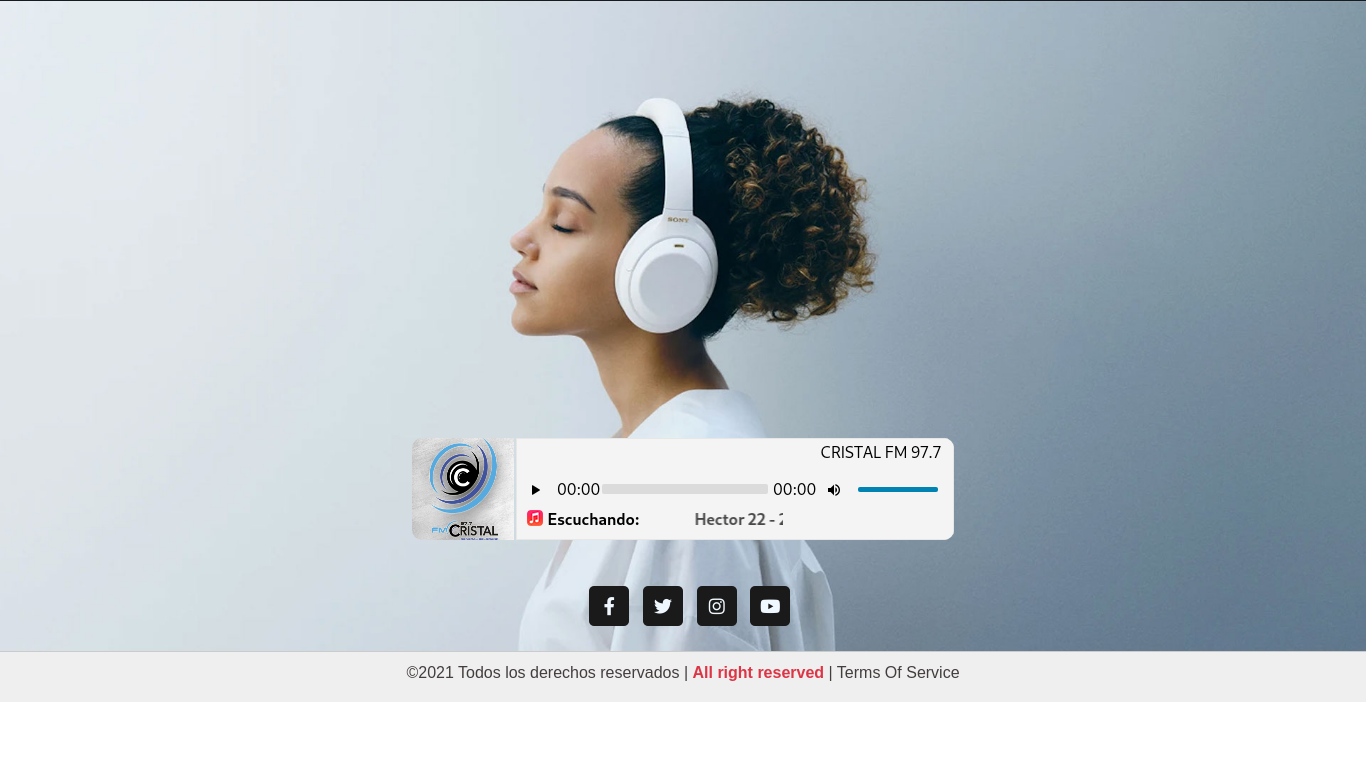 SONY
CRISTAL FM 97.7
00:00 00:00
97.7
FM CRISTAL
Escuchando: Hector 22 -
©2021 Todos los derechos reservados | All right reserved | Terms Of Service